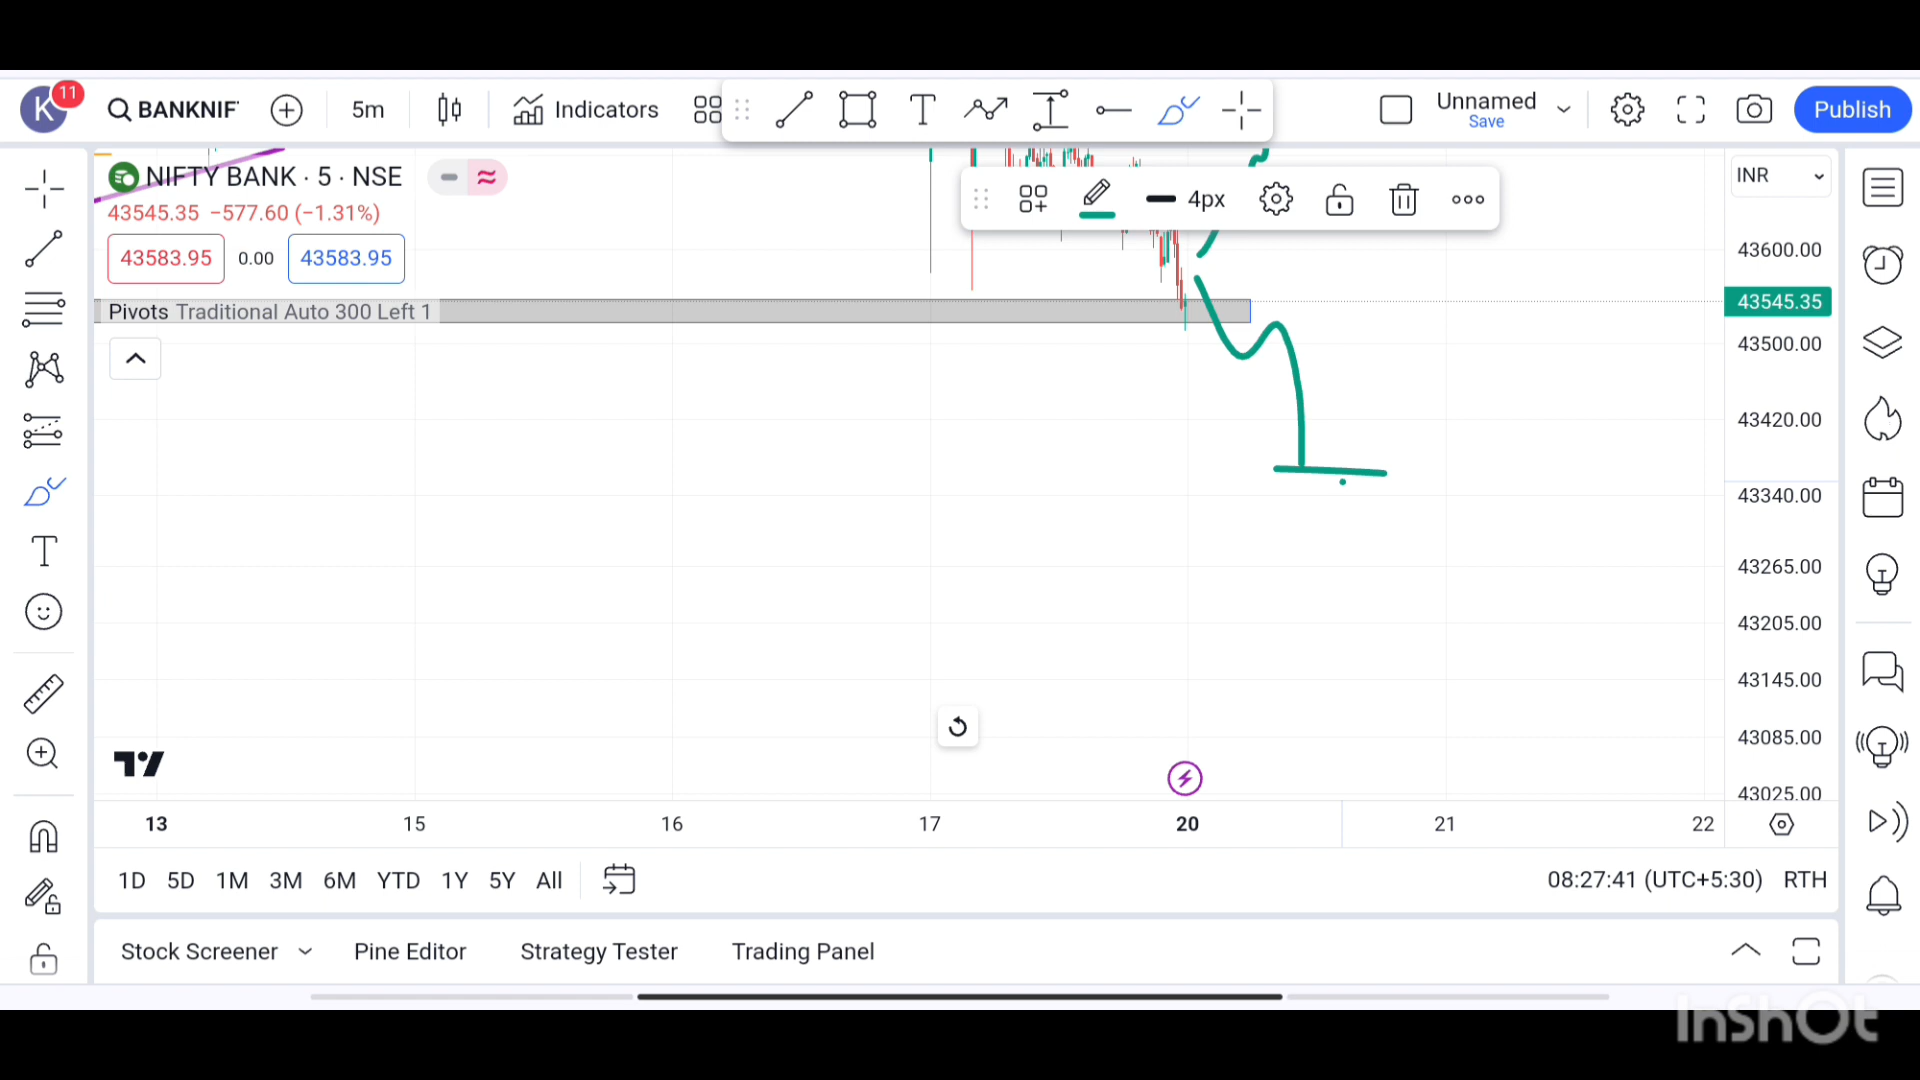 K 11 BANKNIF 5m Indicators Unnamed Save Publish
NIFTY BANK · 5 · NSE
43545.35 −577.60 (−1.31%)
43583.95 0.00 43583.95
Pivots Traditional Auto 300 Left 1
4px
INR
43600.00
43545.35
43500.00
43420.00
43340.00
43265.00
43205.00
43145.00
43085.00
43025.00
13 15 16 17 20 21 22
1D 5D 1M 3M 6M YTD 1Y 5Y All 08:27:41 (UTC+5:30) RTH
Stock Screener Pine Editor Strategy Tester Trading Panel
InShOt